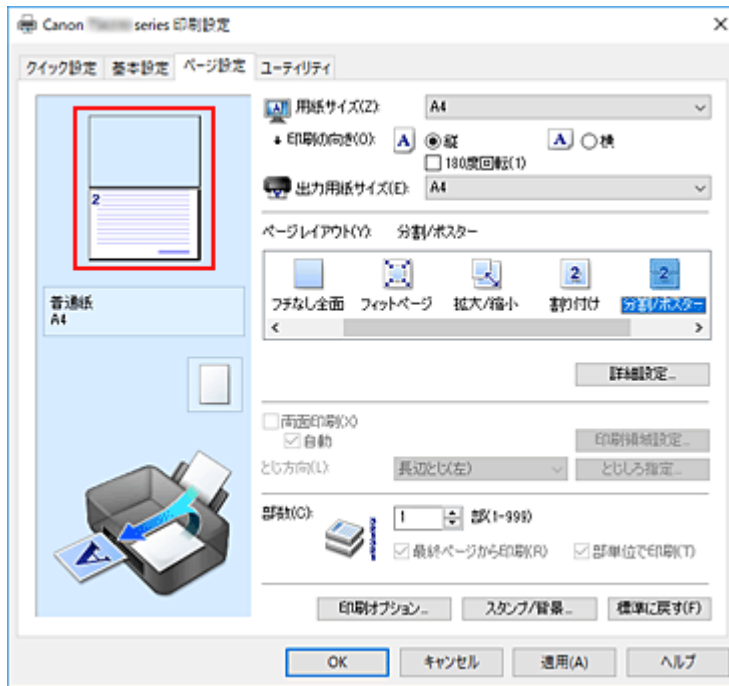 Canon series 印刷設定
クイック設定 基本設定 ページ設定 ユーティリティ
用紙サイズ(Z): A4
印刷の向き(O): A 縦 A 横
180度回転(1)
出力用紙サイズ(E): A4
2
ページレイアウト(Y): 分割/ポスター
2 2
フチなし全面 フィットページ 拡大/縮小 割り付け 分割/ポスター
普通紙
A4
詳細設定...
両面印刷(X)
自動 印刷領域設定...
とじ方向(L): 長辺とじ(左) とじしろ指定...
部数(C): 1 部(1-999)
最終ページから印刷(R) 部単位で印刷(T)
A
印刷オプション... スタンプ/背景... 標準に戻す(F)
OK キャンセル 適用(A) ヘルプ